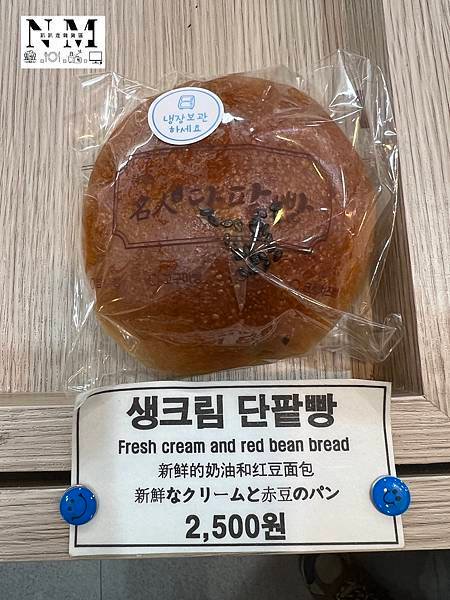 N M
냉장보관
하세요
名人 단팥빵
생크림 단팥빵
Fresh cream and red bean bread
新鲜的奶油和红豆面包
新鮮なクリームと赤豆のパン
2,500원